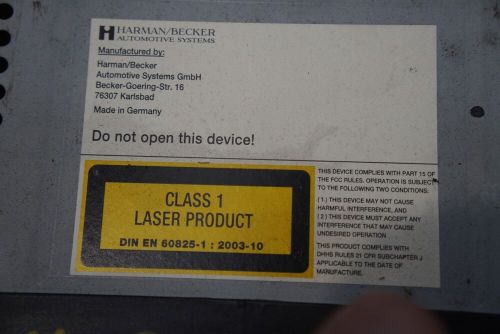 HARMAN/BECKER
AUTOMOTIVE SYSTEMS
Manufactured by:
Harman/Becker
Automotive Systems GmbH
Becker-Goering-Str. 16
76307 Karlsbad
Made in Germany
Do not open this device!
CLASS 1
LASER PRODUCT
DIN EN 60825-1 : 2003-10
THIS DEVICE COMPLIES WITH PART 15 OF
THE FCC RULES. OPERATION IS SUBJECT
TO THE FOLLOWING TWO CONDITIONS:
(1) THIS DEVICE MAY NOT CAUSE
HARMFUL INTERFERENCE, AND
(2) THIS DEVICE MUST ACCEPT ANY
INTERFERENCE THAT MAY CAUSE
UNDESIRED OPERATION
THIS PRODUCT COMPLIES WITH
DHHS RULES 21 CFR SUBCHAPTER J
APPLICABLE TO THE DATE OF
MANUFACTURE.